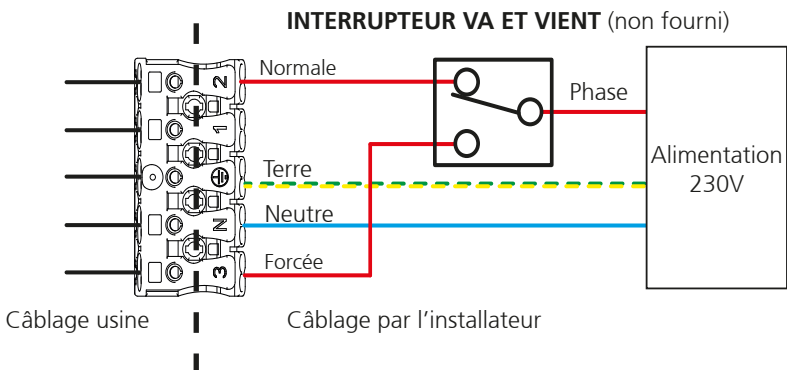 INTERRUPTEUR VA ET VIENT (non fourni)
2
Normale
Phase
1
Alimentation
230V
Terre
N
Neutre
3
Forcée
Câblage usine
Câblage par l’installateur